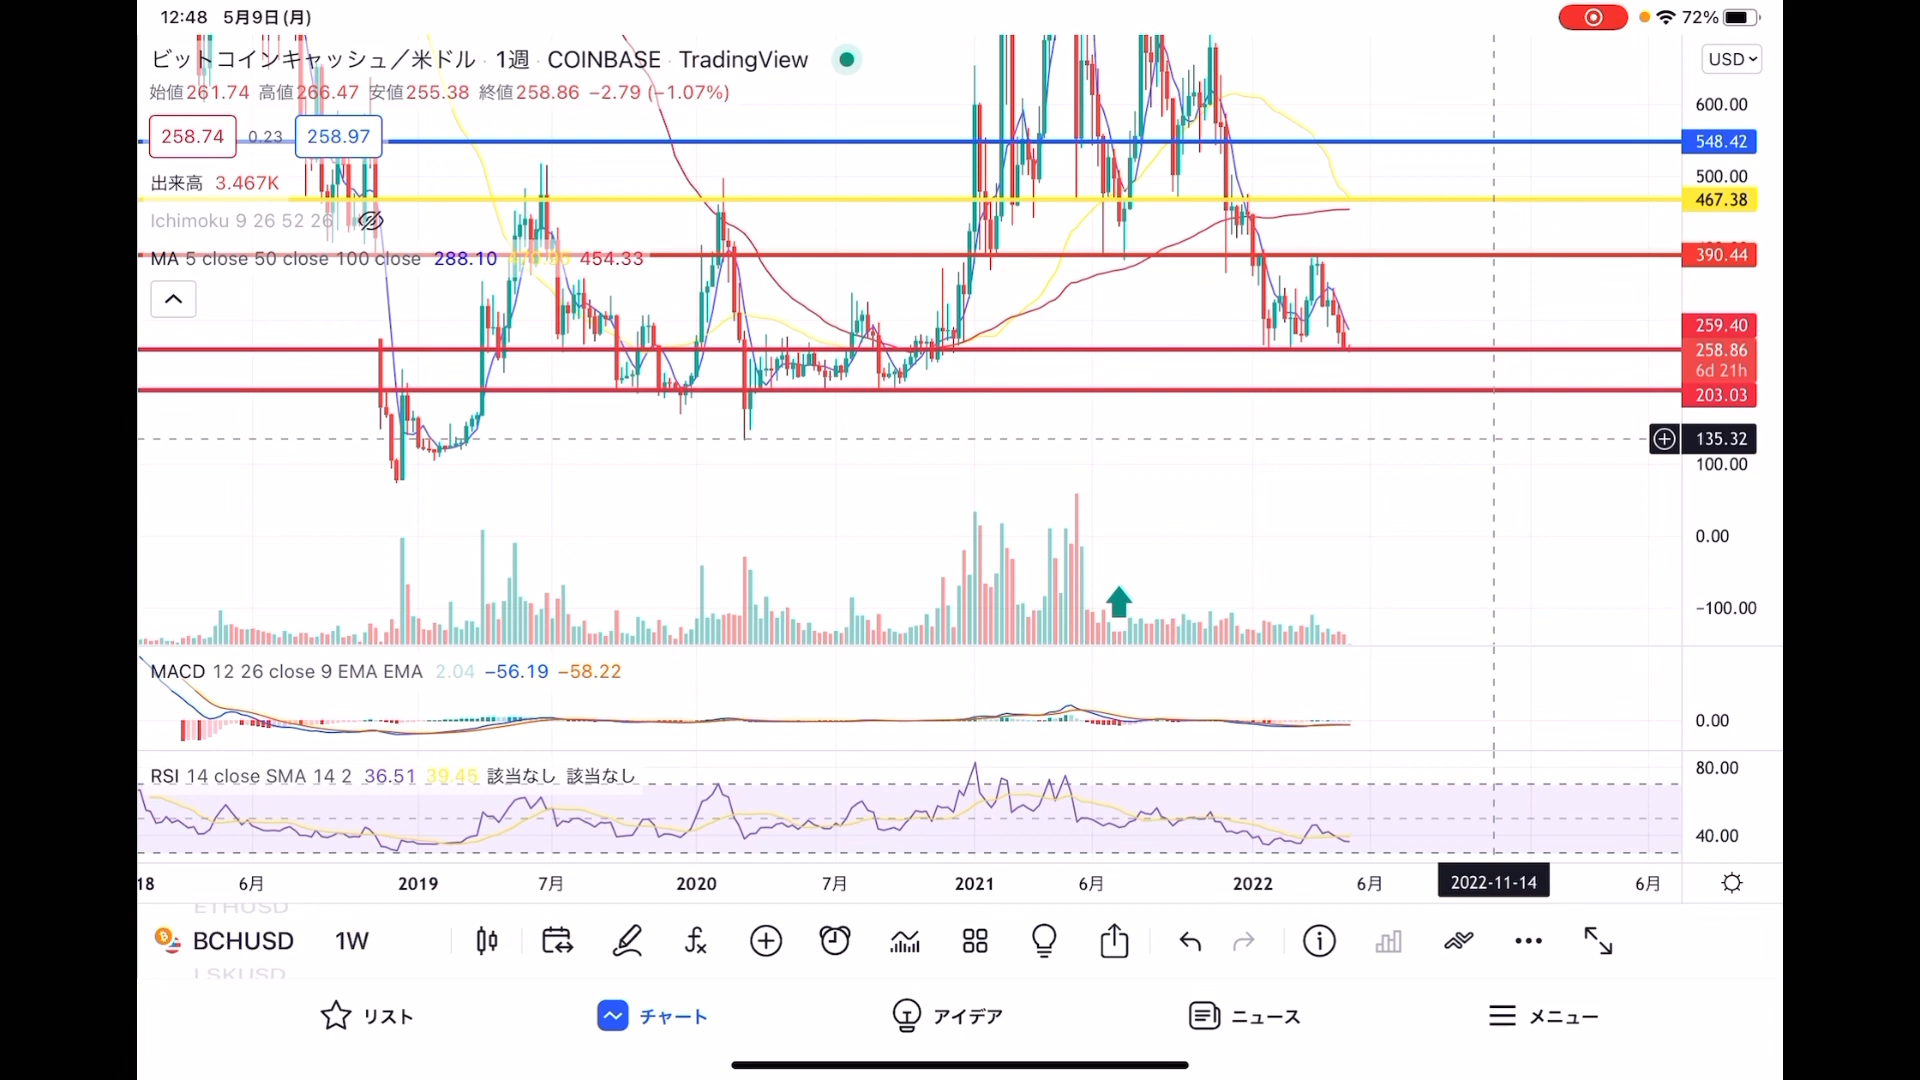 12:48 5月9日(月) 72%
ビットコインキャッシュ／米ドル · 1週 · COINBASE · TradingView
USD
始値261.74 高値266.47 安値255.38 終値258.86 −2.79 (−1.07%)
600.00
258.74 0.23 258.97
548.42
出来高 3.467K
500.00
467.38
Ichimoku 9 26 52 26
MA 5 close 50 close 100 close 288.10 454.33
390.44
259.40
258.86
6d 21h
203.03
135.32
100.00
0.00
−100.00
MACD 12 26 close 9 EMA EMA 2.04 −56.19 −58.22
0.00
RSI 14 close SMA 14 2 36.51 39.45 該当なし 該当なし
80.00
40.00
18 6月 2019 7月 2020 7月 2021 6月 2022 6月 2022-11-14 6月
ETHUSD
BCHUSD 1W
LSKUSD
リスト チャート アイデア ニュース メニュー